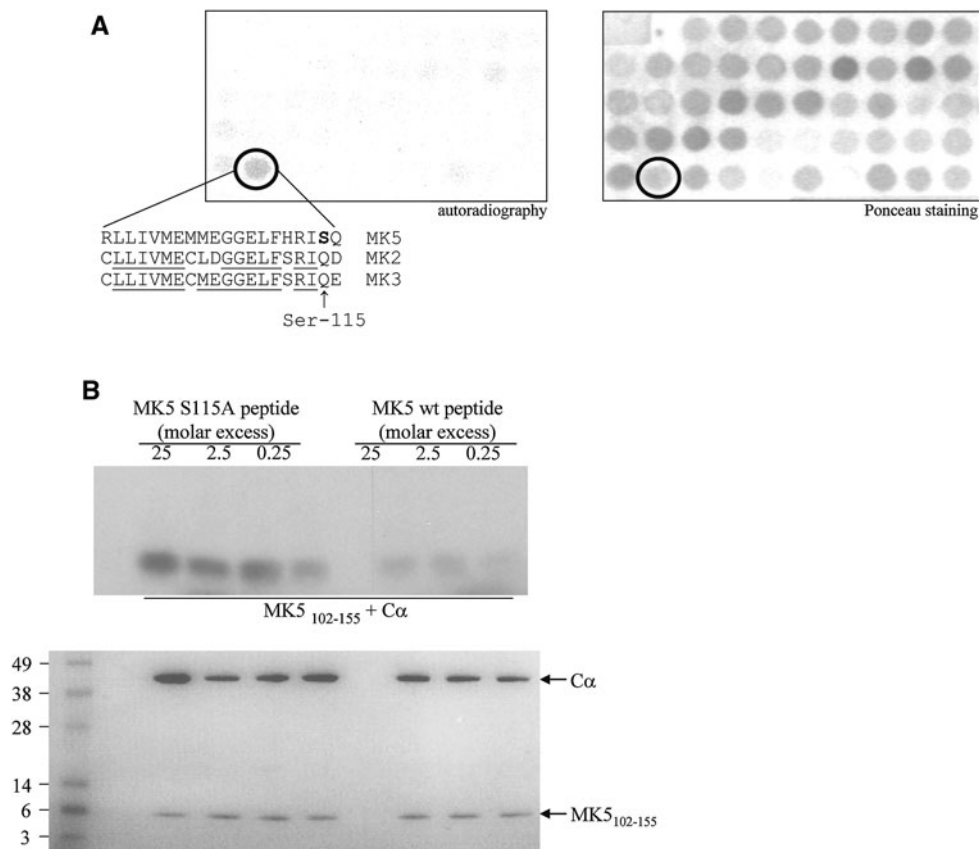 A
autoradiography
Ponceau staining
RLLIVMEMMEGGELFHRISQ MK5
CLLIVMECLDGGELFSRIQD MK2
CLLIVMECMEGGELFSRIQE MK3
↑
Ser-115
B
MK5 S115A peptide
(molar excess)
25 2.5 0.25
MK5 wt peptide
(molar excess)
25 2.5 0.25
MK5 102-155 + Cα
49
38
28
14
6
3
Cα
MK5102-155